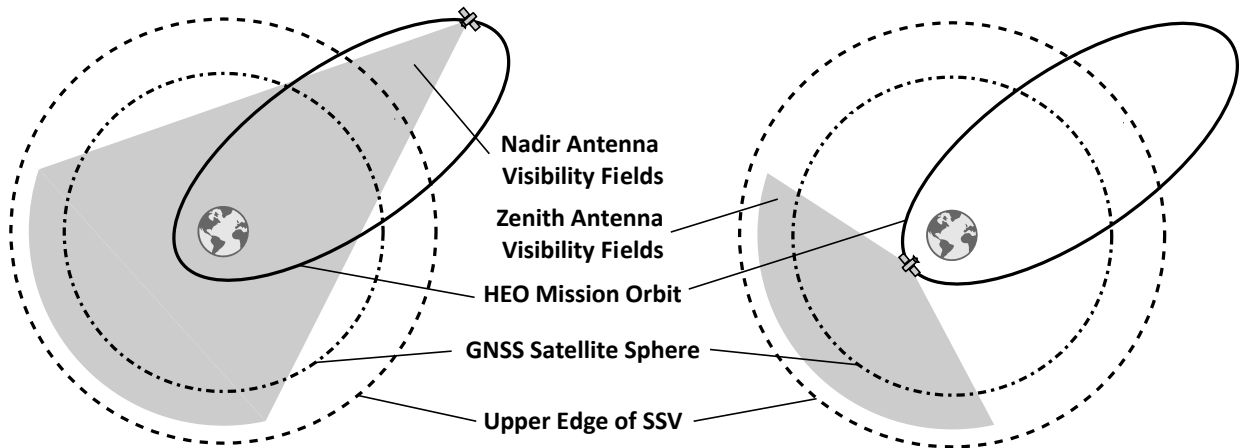 Nadir Antenna
Visibility Fields
Zenith Antenna
Visibility Fields
HEO Mission Orbit
GNSS Satellite Sphere
Upper Edge of SSV